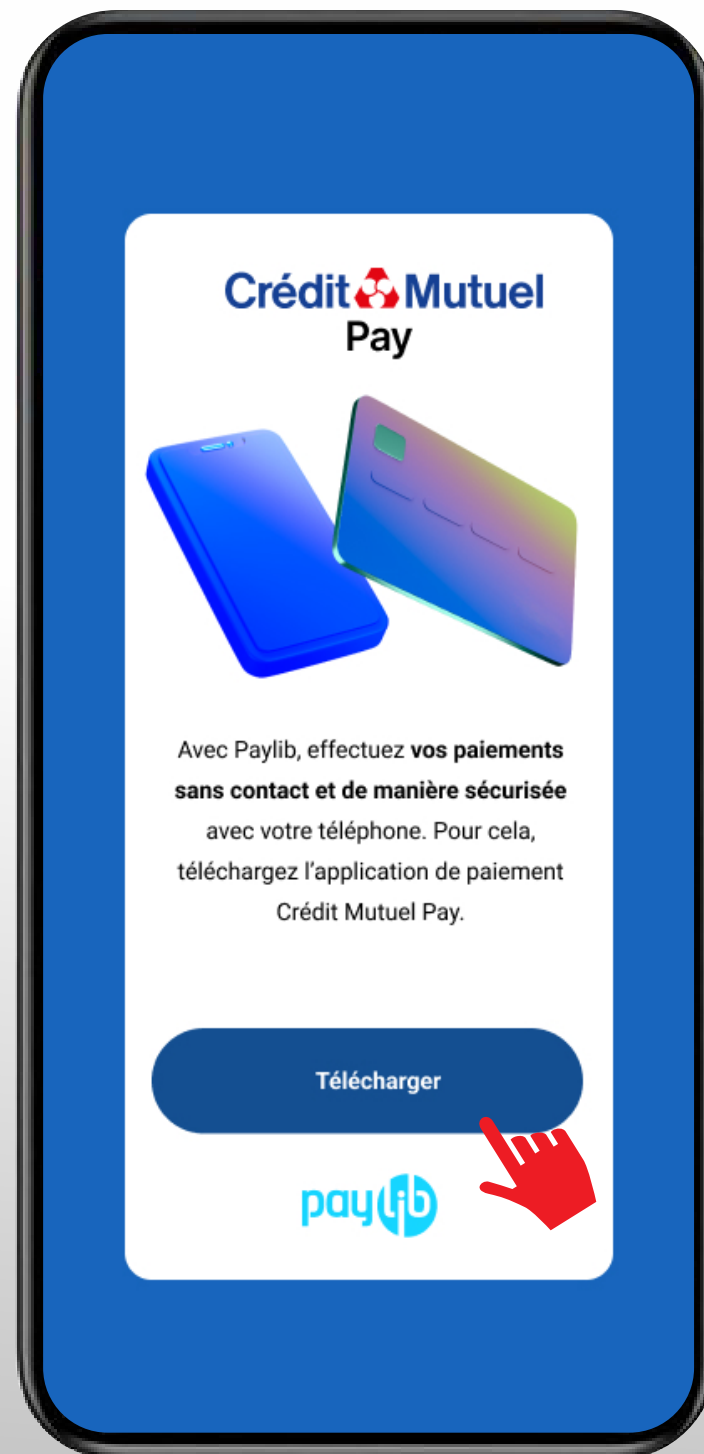 Crédit Mutuel
Pay
Avec Paylib, effectuez vos paiements
sans contact et de manière sécurisée
avec votre téléphone. Pour cela,
téléchargez l’application de paiement
Crédit Mutuel Pay.
Télécharger
paylib